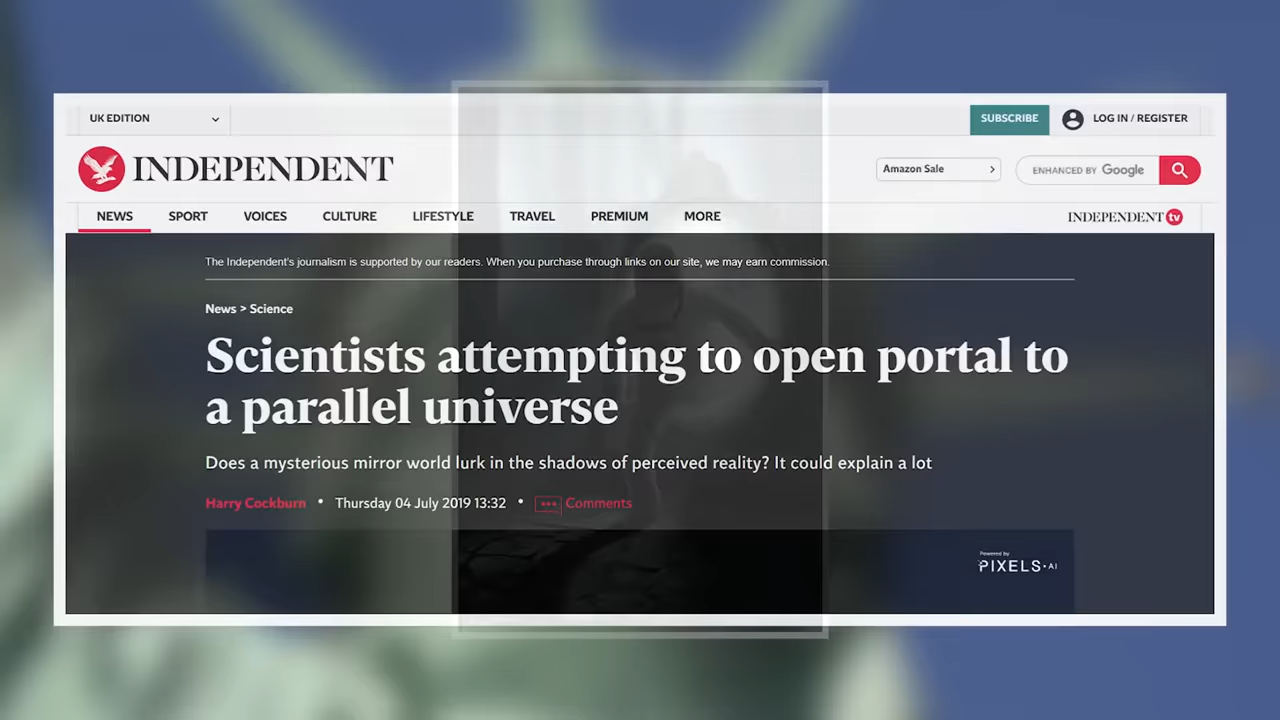 UK EDITION
SUBSCRIBE
LOG IN / REGISTER
INDEPENDENT
Amazon Sale
ENHANCED BY Google
NEWS SPORT VOICES CULTURE LIFESTYLE TRAVEL PREMIUM MORE
INDEPENDENT tv
The Independent's journalism is supported by our readers. When you purchase through links on our site, we may earn commission.
News > Science
Scientists attempting to open portal to
a parallel universe
Does a mysterious mirror world lurk in the shadows of perceived reality? It could explain a lot
Harry Cockburn • Thursday 04 July 2019 13:32 • Comments
Powered by
PIXELS.AI